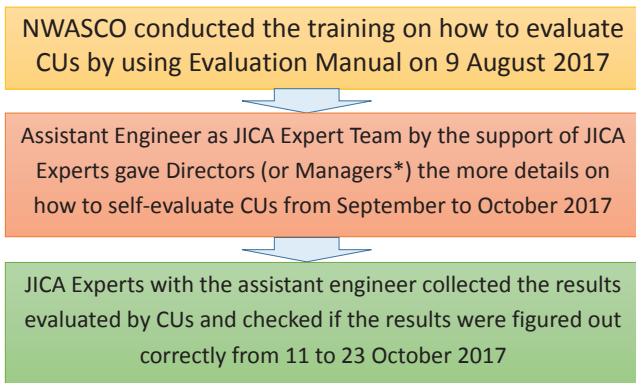 NWASCO conducted the training on how to evaluate
CUs by using Evaluation Manual on 9 August 2017
Assistant Engineer as JICA Expert Team by the support of JICA
Experts gave Directors (or Managers*) the more details on
how to self-evaluate CUs from September to October 2017
JICA Experts with the assistant engineer collected the results
evaluated by CUs and checked if the results were figured out
correctly from 11 to 23 October 2017